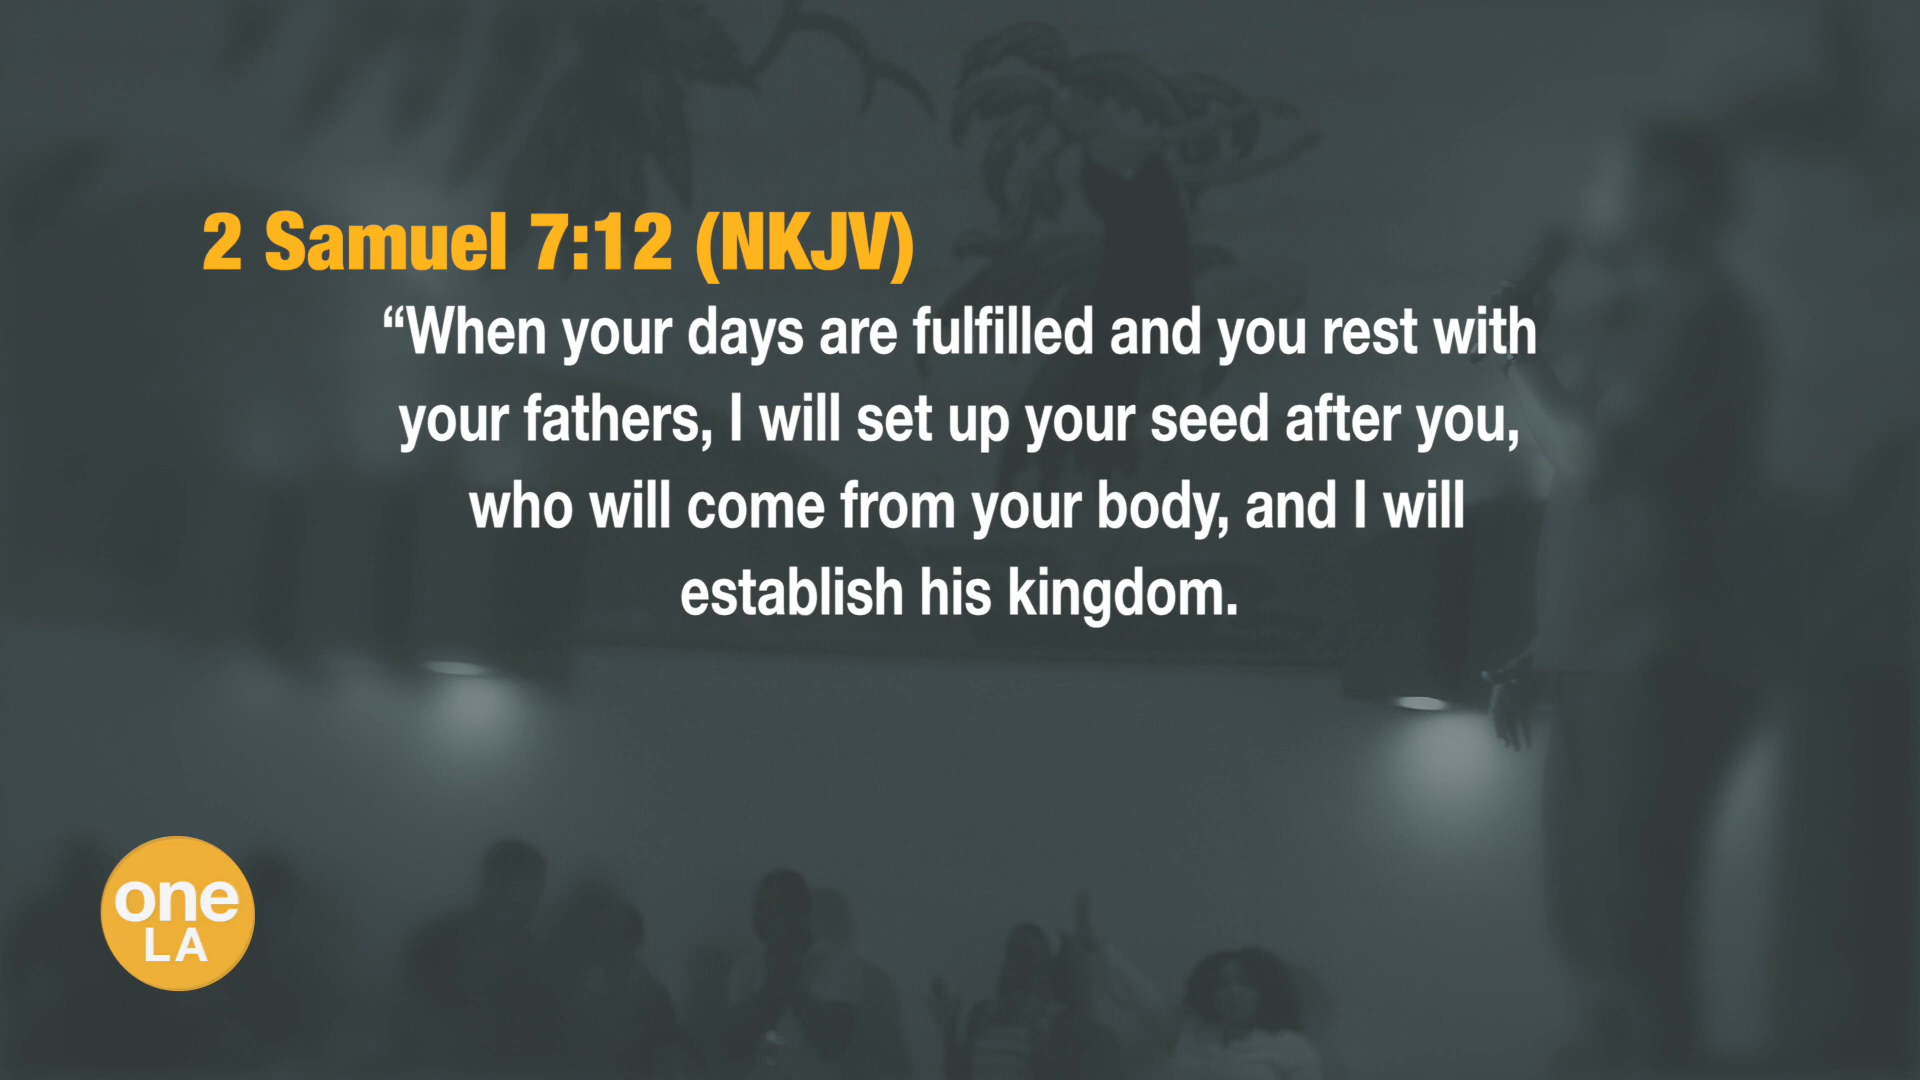 2 Samuel 7:12 (NKJV)
“When your days are fulfilled and you rest with
your fathers, I will set up your seed after you,
who will come from your body, and I will
establish his kingdom.
one
LA